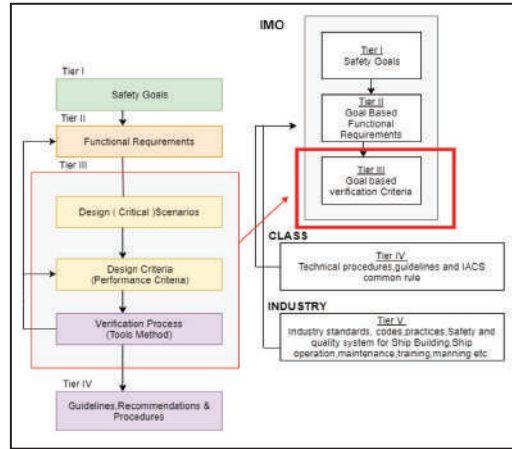 Tier I
Safety Goals
Tier II
Functional Requirements
Tier III
Design ( Critical )Scenarios
Design Criteria
(Performance Criteria)
Verification Process
(Tools Method)
Tier IV
Guidelines,Recommendations &
Procedures
IMO
Tier I
Safety Goals
Tier II
Goal Based
Functional
Requirements
Tier III
Goal based
verification Criteria
CLASS
Tier IV
Technical procedures,guidelines and IACS
common rule
INDUSTRY
Tier V
Industry standards, codes,practices,Safety and
quality system for Ship Building,Ship
operation,maintenance,training,manning etc